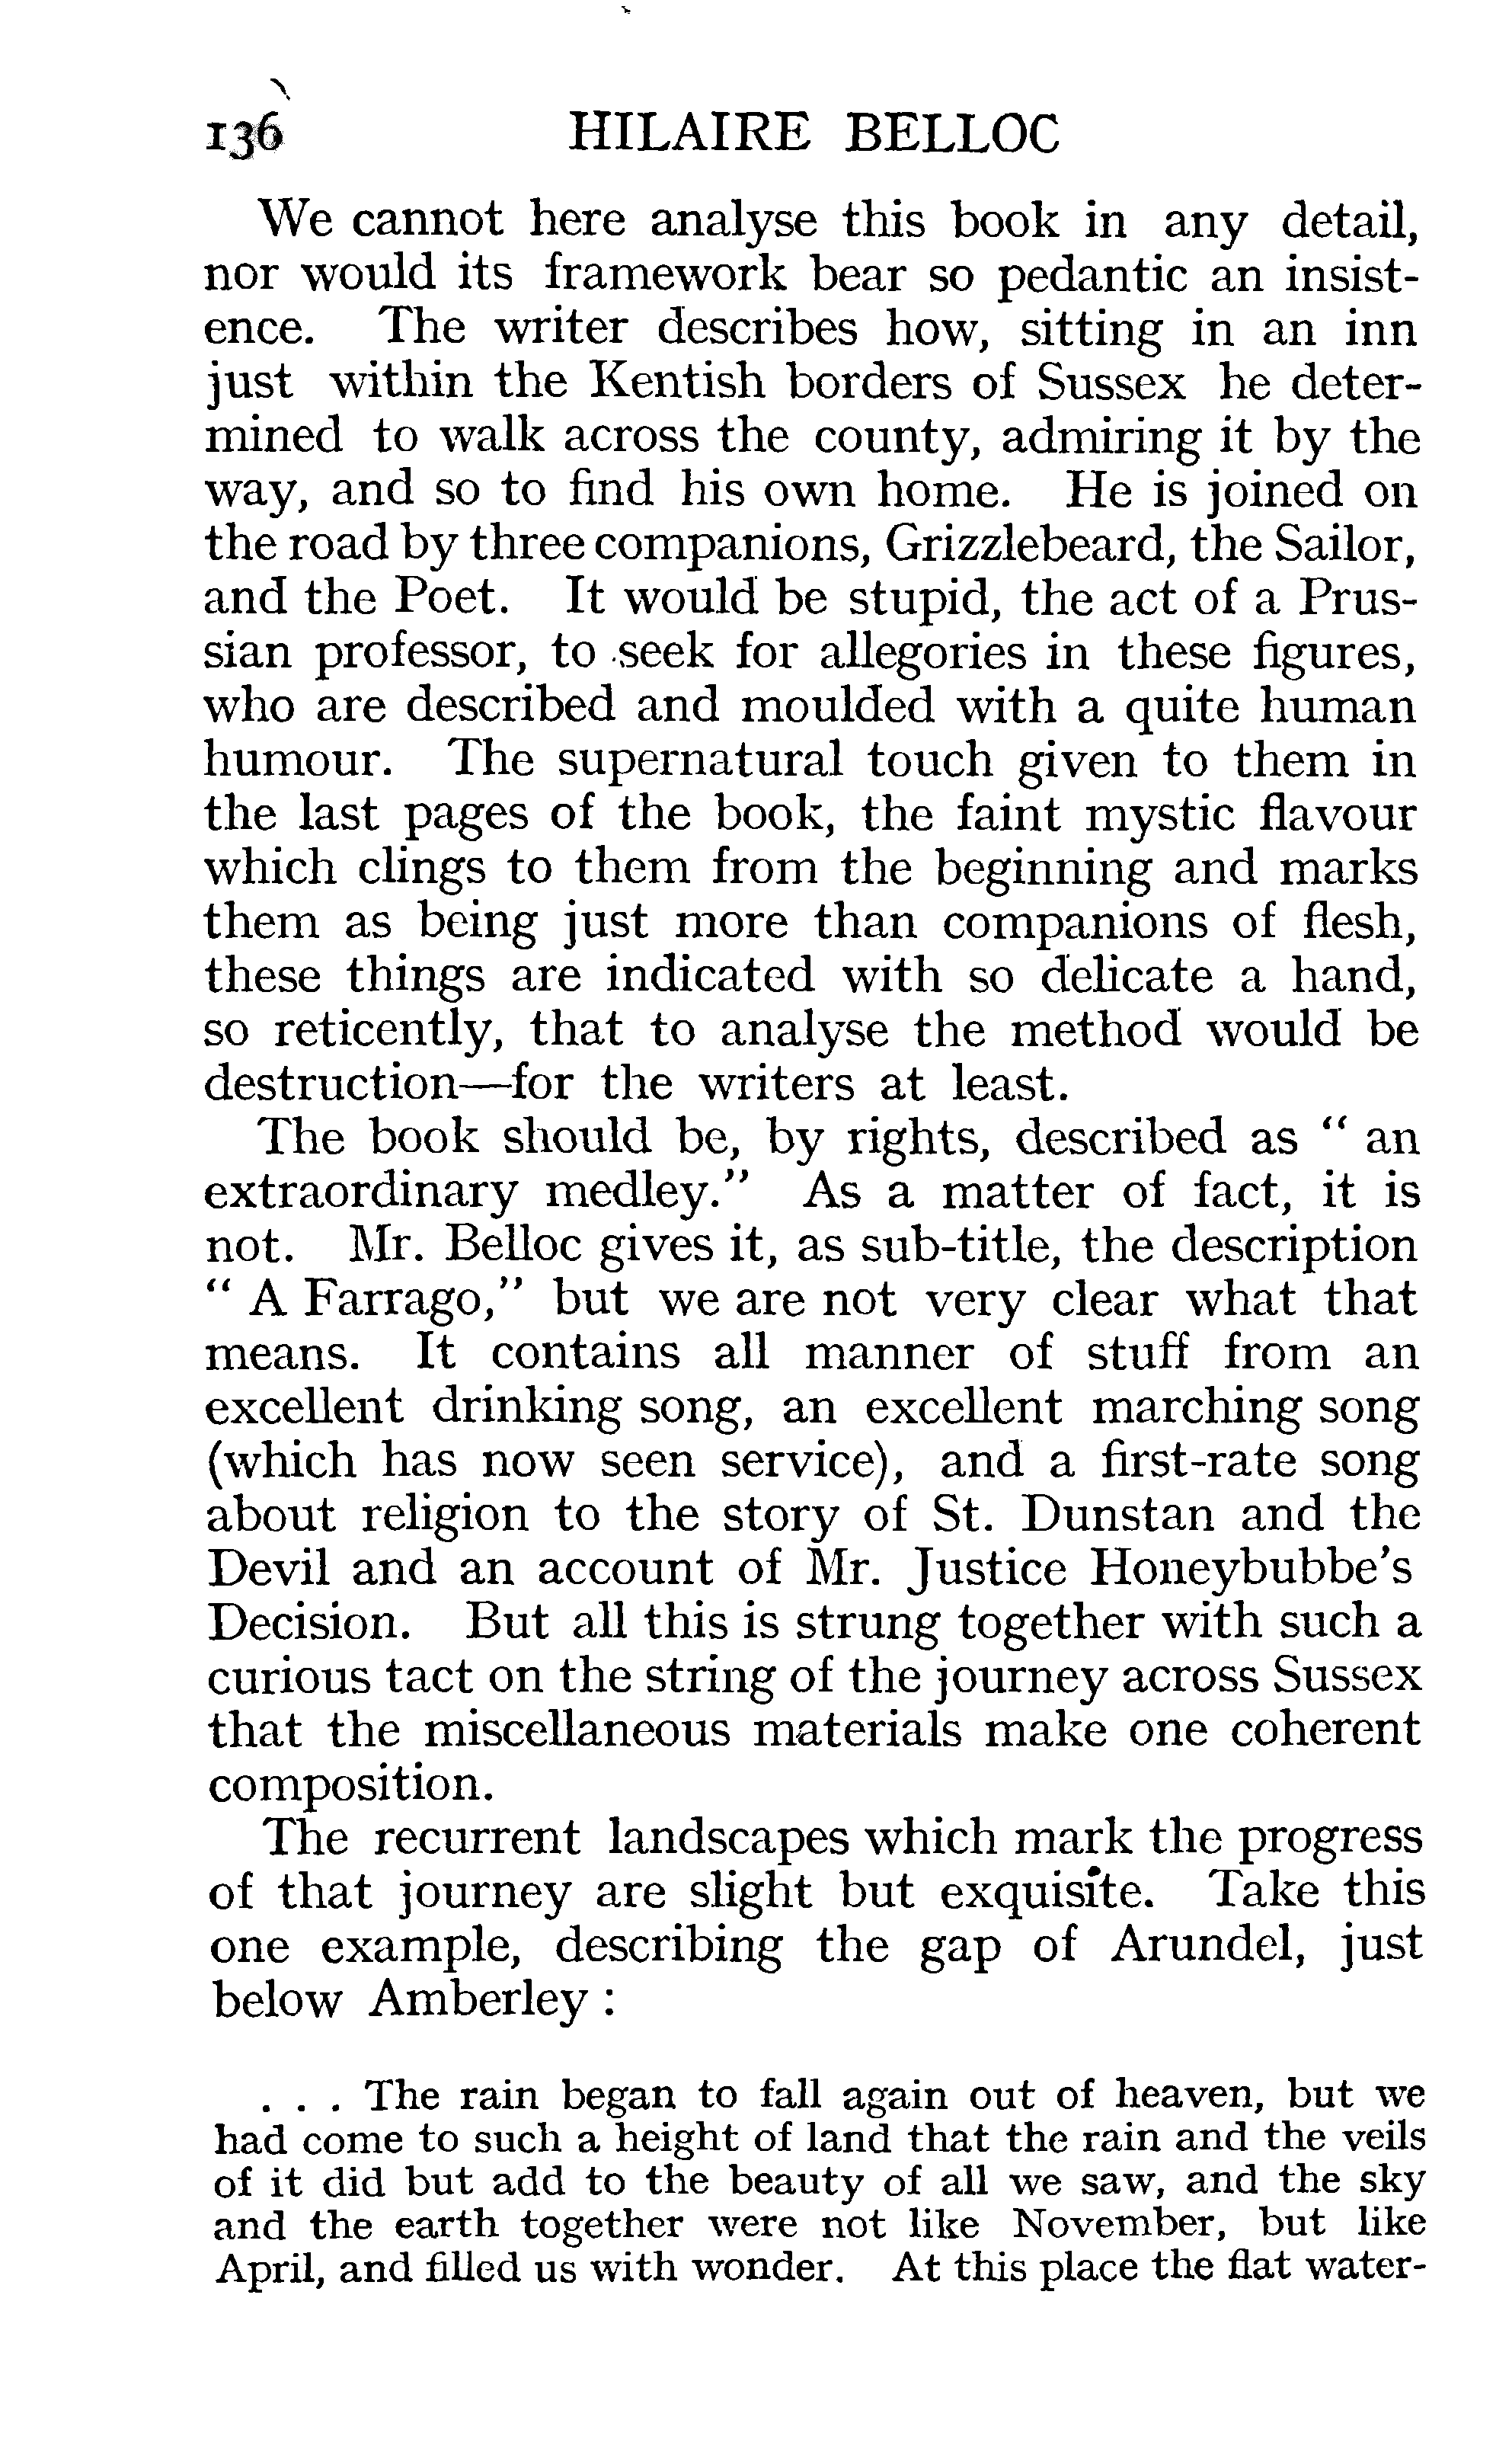 136 HILAIRE BELLOC
We cannot here analyse this book in any detail,
nor would its framework bear so pedantic an insist-
ence. The writer describes how, sitting in an inn
just within the Kentish borders of Sussex he deter-
mined to walk across the county, admiring it by the
way, and so to find his own home. He is joined on
the road by three companions, Grizzlebeard, the Sailor,
and the Poet. It would be stupid, the act of a Prus-
sian professor, to seek for allegories in these figures,
who are described and moulded with a quite human
humour. The supernatural touch given to them in
the last pages of the book, the faint mystic flavour
which clings to them from the beginning and marks
them as being just more than companions of flesh,
these things are indicated with so delicate a hand,
so reticently, that to analyse the method would be
destruction—for the writers at least.
The book should be, by rights, described as " an
extraordinary medley." As a matter of fact, it is
not. Mr. Belloc gives it, as sub-title, the description
" A Farrago," but we are not very clear what that
means. It contains all manner of stuff from an
excellent drinking song, an excellent marching song
(which has now seen service), and a first-rate song
about religion to the story of St. Dunstan and the
Devil and an account of Mr. Justice Honeybubbe's
Decision. But all this is strung together with such a
curious tact on the string of the journey across Sussex
that the miscellaneous materials make one coherent
composition.
The recurrent landscapes which mark the progress
of that journey are slight but exquisite. Take this
one example, describing the gap of Arundel, just
below Amberley :
. . . The rain began to fall again out of heaven, but we
had come to such a height of land that the rain and the veils
of it did but add to the beauty of all we saw, and the sky
and the earth together were not like November, but like
April, and filled us with wonder. At this place the flat water-